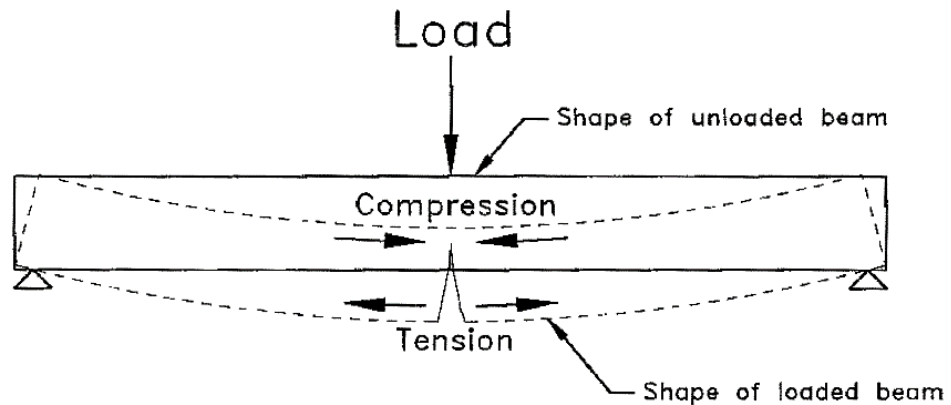 Load
Shape of unloaded beam
Compression
Tension
Shape of loaded beam